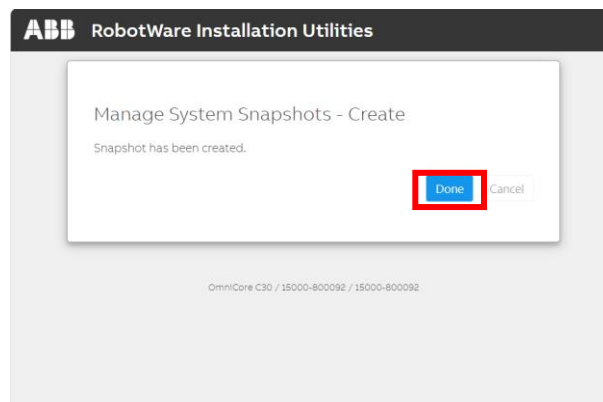 ABB RobotWare Installation Utilities
Manage System Snapshots - Create
Snapshot has been created.
Done Cancel
OmniCore C30 / 15000-800092 / 15000-800092